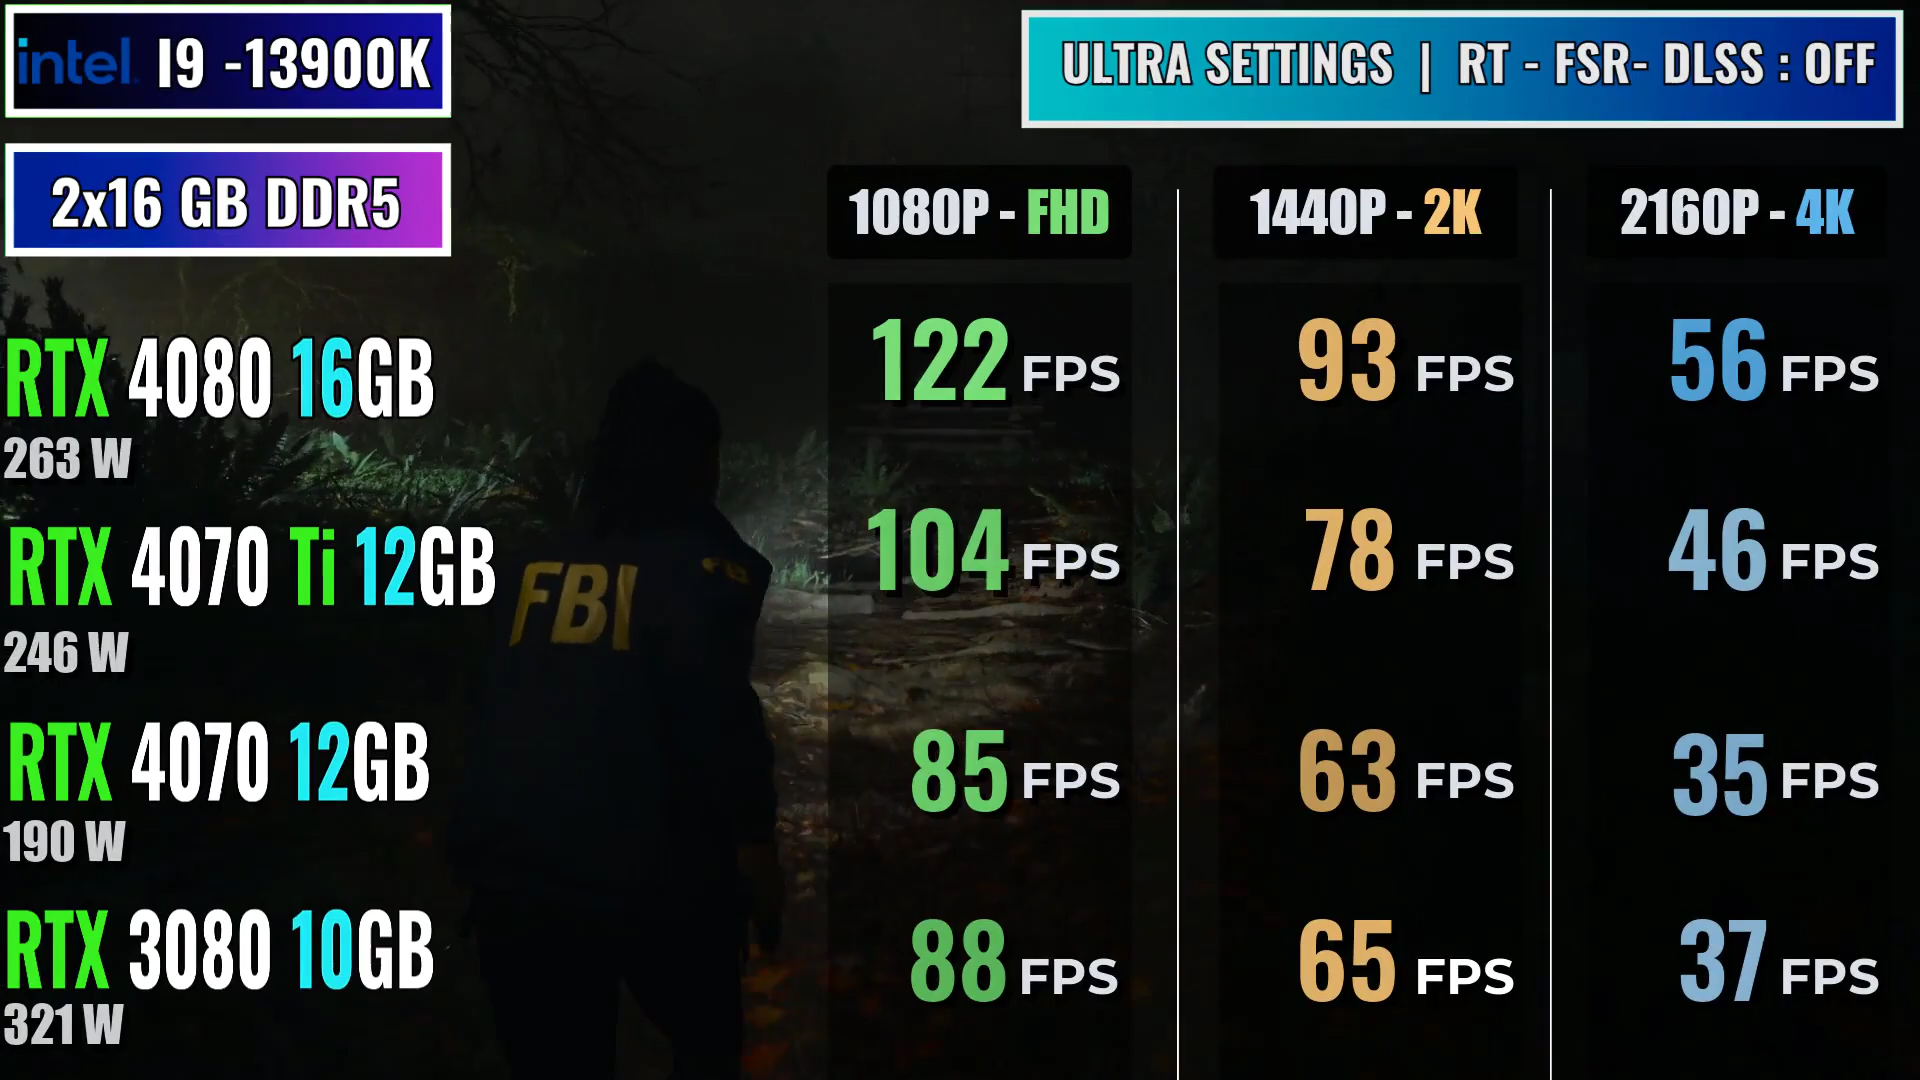 intel. I9 -13900K
ULTRA SETTINGS | RT - FSR- DLSS : OFF
2x16 GB DDR5
1080P - FHD
1440P - 2K
2160P - 4K
RTX 4080 16GB
263 W
122 FPS
93 FPS
56 FPS
RTX 4070 Ti 12GB
246 W
104 FPS
78 FPS
46 FPS
FBI
FB
RTX 4070 12GB
190 W
85 FPS
63 FPS
35 FPS
RTX 3080 10GB
321 W
88 FPS
65 FPS
37 FPS